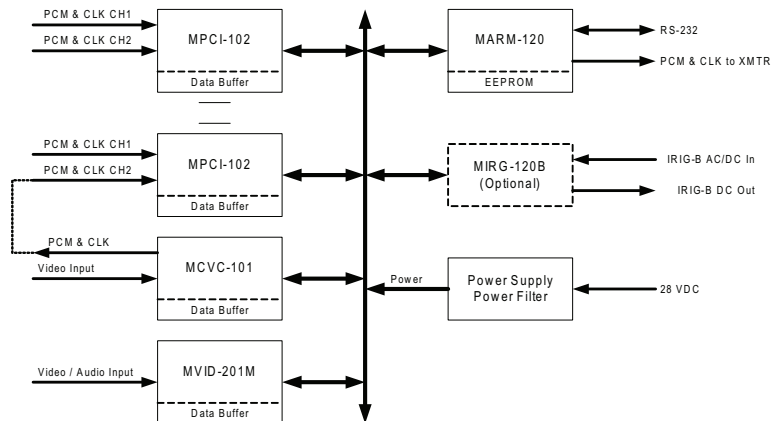 PCM & CLK CH1
PCM & CLK CH2
MPCI-102
Data Buffer
PCM & CLK CH1
PCM & CLK CH2
MPCI-102
Data Buffer
PCM & CLK
Video Input
MCVC-101
Data Buffer
Video / Audio Input
MVID-201M
Data Buffer
MARM-120
EEPROM
RS-232
PCM & CLK to XMTR
MIRG-120B
(Optional)
IRIG-B AC/DC In
IRIG-B DC Out
Power
Power Supply
Power Filter
28 VDC